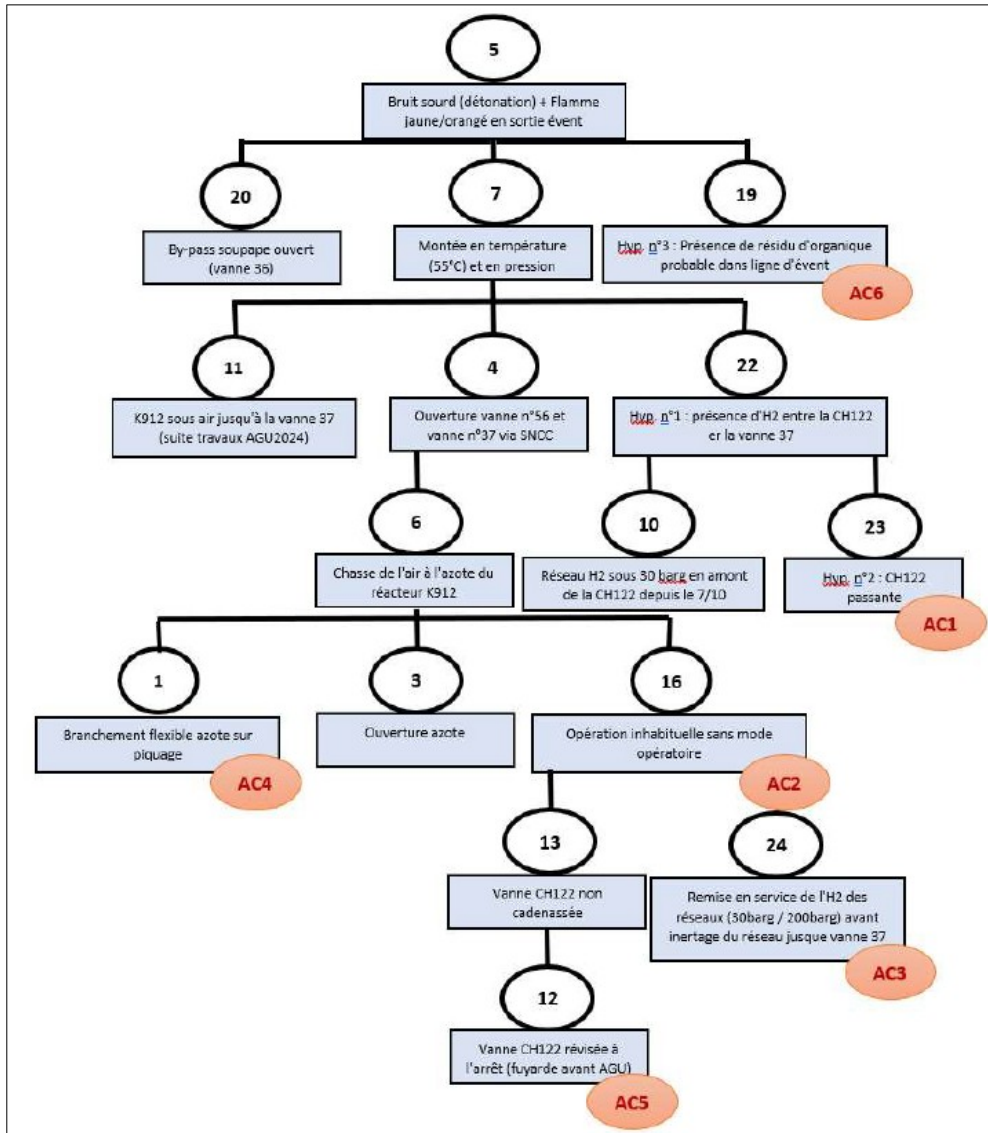 5
Bruit sourd (détonation) + Flamme
jaune/orangé en sortie évent
20
7
19
By-pass soupape ouvert
(vanne 36)
Montée en température
(55°C) et en pression
Hyp. n°3 : Présence de résidu d'organique
probable dans ligne d'évent
AC6
11
4
22
K912 sous air jusqu'à la vanne 37
(suite travaux AGU2024)
Ouverture vanne n°56 et
vanne n°37 via SNCC
Hyp. n°1 : présence d'H2 entre la CH122
er la vanne 37
6
10
23
Chasse de l'air à l'azote du
réacteur K912
Réseau H2 sous 30 barg en amont
de la CH122 depuis le 7/10
Hyp. n°2 : CH122
passante
AC1
1
3
16
Branchement flexible azote sur
piquage
Ouverture azote
Opération inhabituelle sans mode
opératoire
AC4
AC2
13
24
Vanne CH122 non
cadenassée
Remise en service de l'H2 des
réseaux (30barg / 200barg) avant
inertage du réseau jusque vanne 37
AC3
12
Vanne CH122 révisée à
l'arrêt (fuyarde avant AGU)
AC5